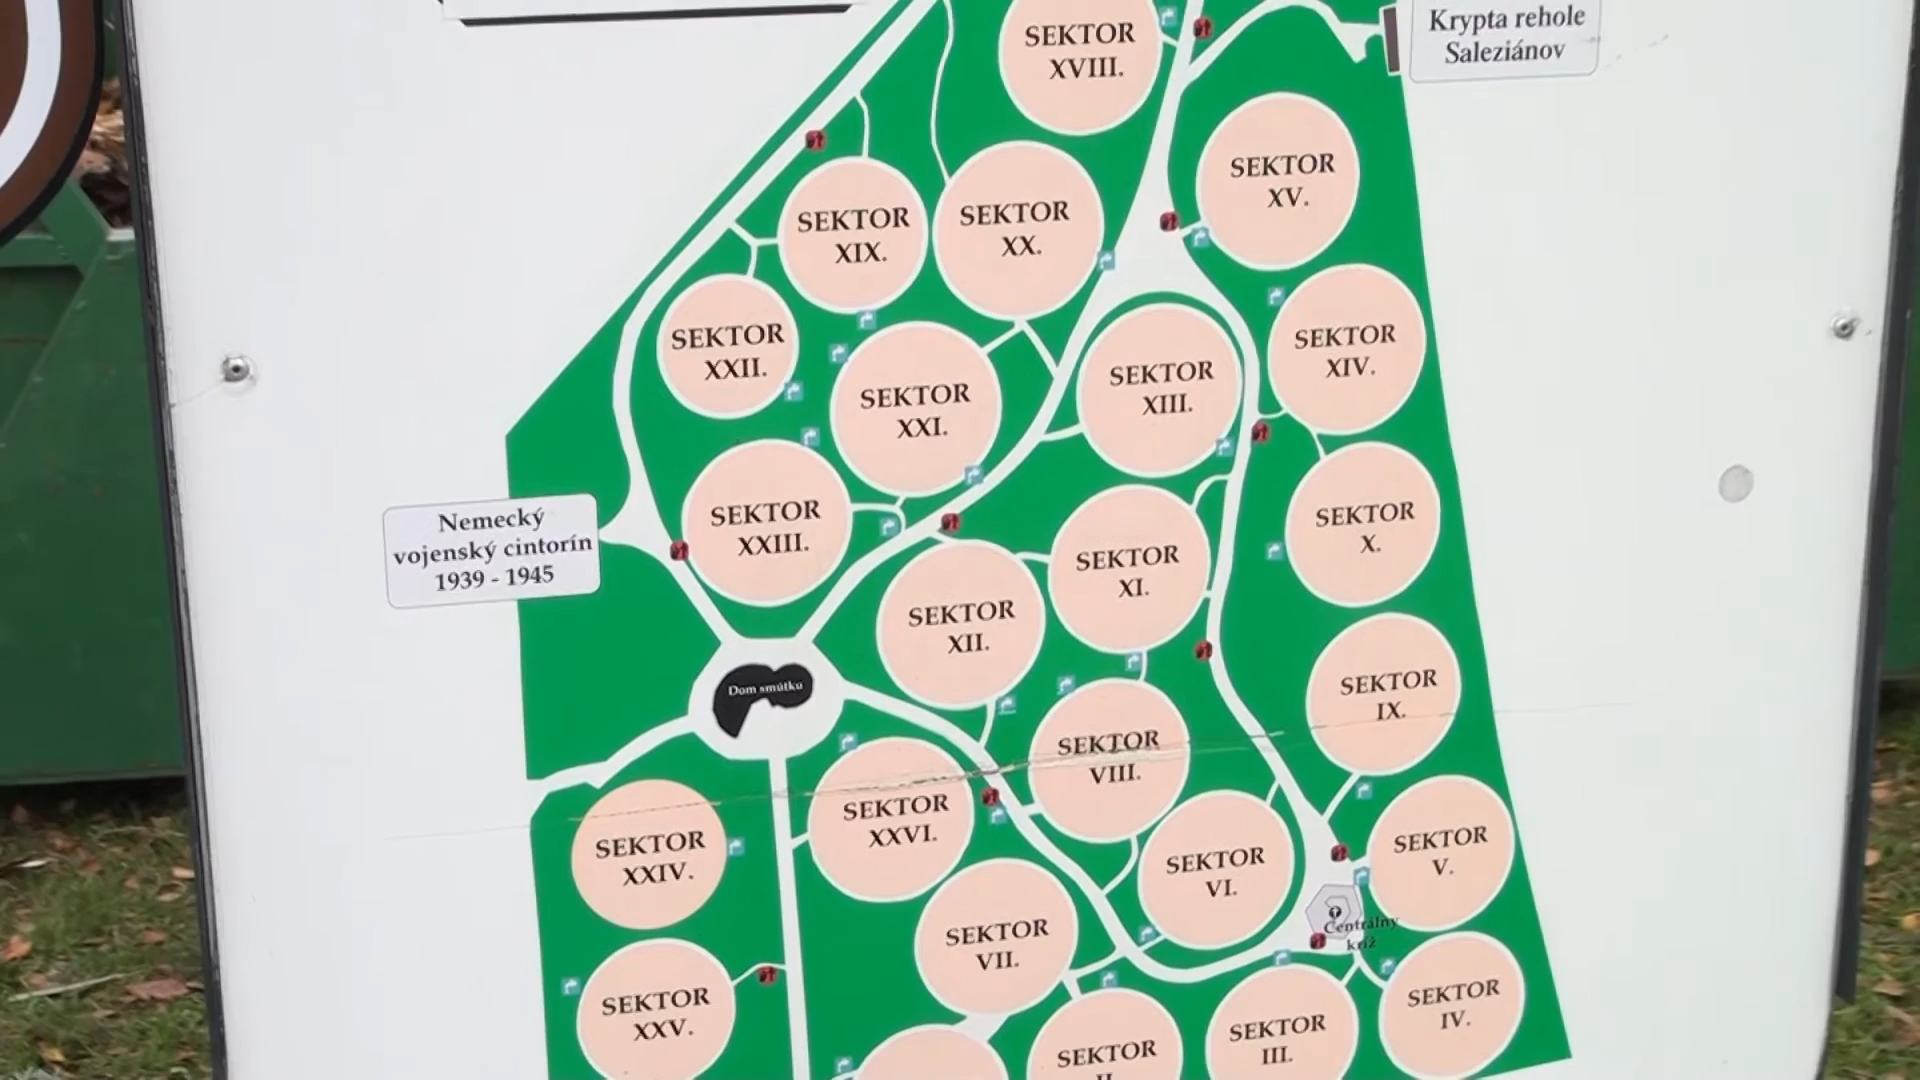 Krypta rehole
Saleziánov
SEKTOR
XVIII.
SEKTOR
XV.
SEKTOR
XIX.
SEKTOR
XX.
SEKTOR
XXII.
SEKTOR
XXI.
SEKTOR
XIII.
SEKTOR
XIV.
Nemecký
vojenský cintorín
1939 - 1945
SEKTOR
XXIII.
SEKTOR
X.
SEKTOR
XII.
SEKTOR
XI.
Dom smútku
SEKTOR
IX.
SEKTOR
VIII.
SEKTOR
XXVI.
SEKTOR
XXIV.
SEKTOR
VI.
SEKTOR
V.
Centrálny
kríž
SEKTOR
VII.
SEKTOR
XXV.
SEKTOR
IV.
SEKTOR
III.
SEKTOR